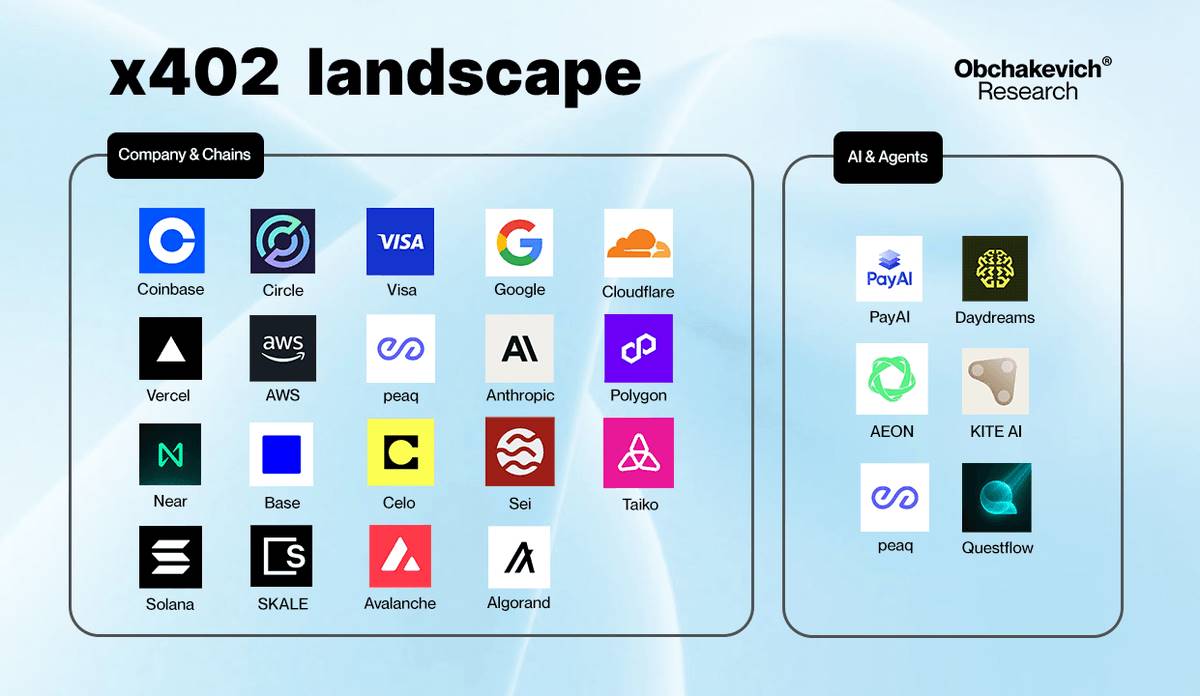 x402 landscape
Obchakevich®
Research
Company & Chains
Coinbase
Circle
VISA
Visa
Google
Cloudflare
Vercel
aws
AWS
peaq
Anthropic
Polygon
Near
Base
Celo
Sei
Taiko
Solana
S
SKALE
Avalanche
Algorand
AI & Agents
PayAI
PayAI
Daydreams
AEON
KITE AI
peaq
Questflow